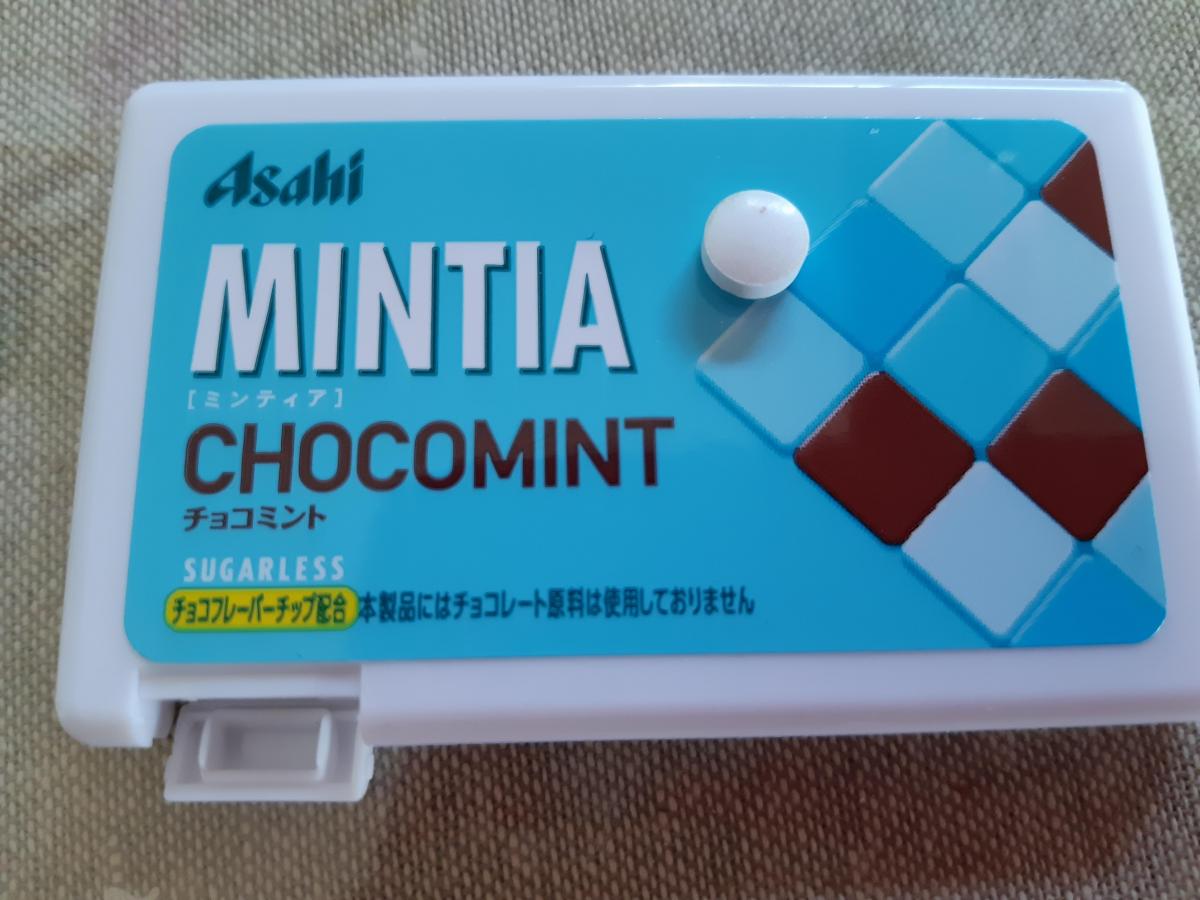 Asahi
MINTIA
[ミンティア]
CHOCOMINT
チョコミント
SUGARLESS
チョコフレーバーチップ配合 本製品にはチョコレート原料は使用しておりません